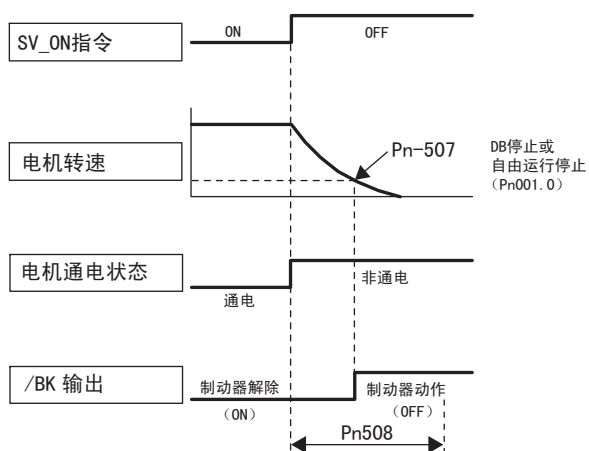 SV_ON指令
ON
OFF
电机转速
Pn-507
DB停止或
自由运行停止
（Pn001.0）
电机通电状态
通电
非通电
/BK 输出
制动器解除
（ON）
制动器动作
（OFF）
Pn508